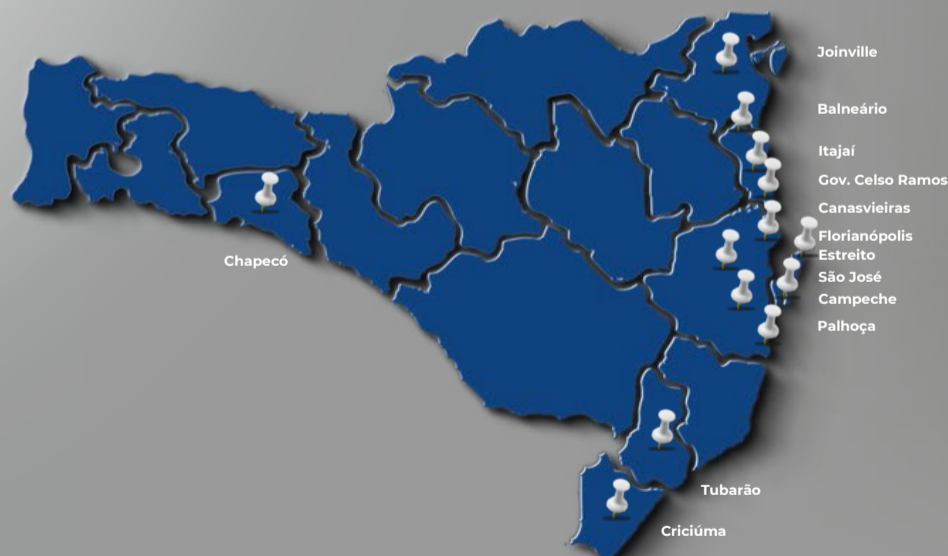 Joinville
Balneário
Itajaí
Gov. Celso Ramos
Canasvieiras
Florianópolis
Estreito
São José
Campeche
Palhoça
Chapecó
Tubarão
Criciúma